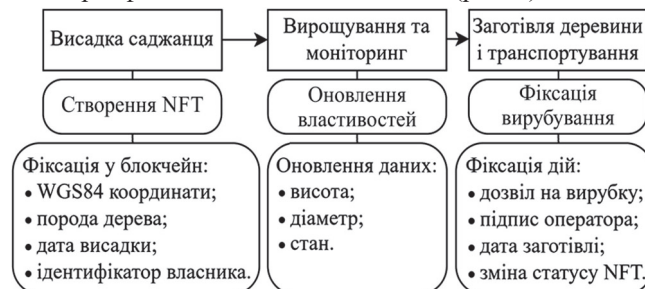 Висадка саджанця
Вирощування та
моніторинг
Заготівля деревини
і транспортування
Створення NFT
Оновлення
властивостей
Фіксація
вирубування
Фіксація у блокчейн:
• WGS84 координати;
• порода дерева;
• дата висадки;
• ідентифікатор власника.
Оновлення даних:
• висота;
• діаметр;
• стан.
Фіксація дій:
• дозвіл на вирубку;
• підпис оператора;
• дата заготівлі;
• зміна статусу NFT.